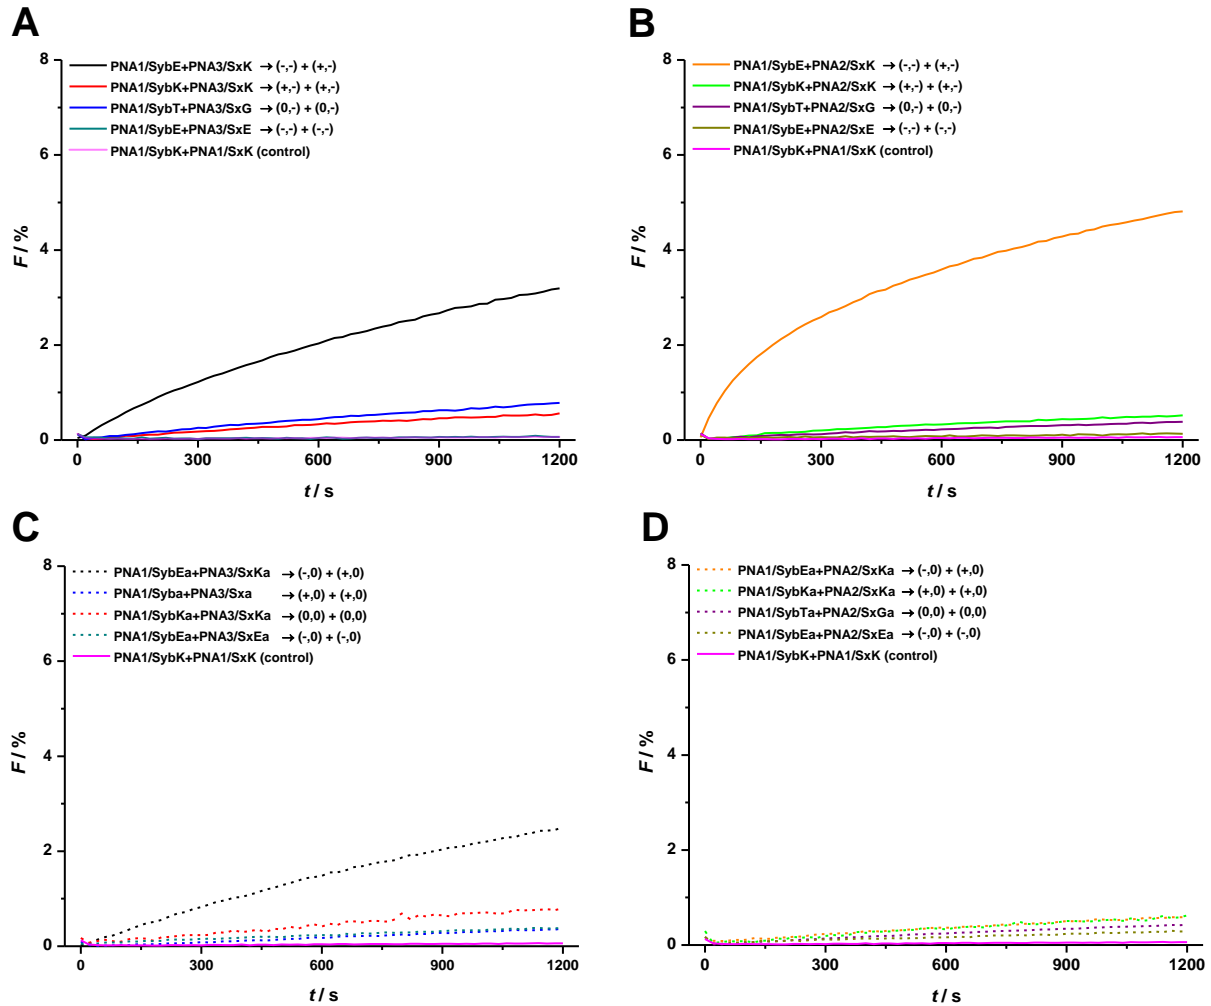 A
8
6
4
2
0
F / %
PNA1/SybE+PNA3/SxK → (-,-) + (+,-)
PNA1/SybK+PNA3/SxK → (+,-) + (+,-)
PNA1/SybT+PNA3/SxG → (0,-) + (0,-)
PNA1/SybE+PNA3/SxE → (-,-) + (-,-)
PNA1/SybK+PNA1/SxK (control)
0 300 600 900 1200
t / s
B
8
6
4
2
0
F / %
PNA1/SybE+PNA2/SxK → (-,-) + (+,-)
PNA1/SybK+PNA2/SxK → (+,-) + (+,-)
PNA1/SybT+PNA2/SxG → (0,-) + (0,-)
PNA1/SybE+PNA2/SxE → (-,-) + (-,-)
PNA1/SybK+PNA1/SxK (control)
0 300 600 900 1200
t / s
C
8
6
4
2
0
F / %
PNA1/SybEa+PNA3/SxKa → (-,0) + (+,0)
PNA1/Syba+PNA3/Sxa → (+,0) + (+,0)
PNA1/SybKa+PNA3/SxKa → (0,0) + (0,0)
PNA1/SybEa+PNA3/SxEa → (-,0) + (-,0)
PNA1/SybK+PNA1/SxK (control)
0 300 600 900 1200
t / s
D
8
6
4
2
0
F / %
PNA1/SybEa+PNA2/SxKa → (-,0) + (+,0)
PNA1/SybKa+PNA2/SxKa → (+,0) + (+,0)
PNA1/SybTa+PNA2/SxGa → (0,0) + (0,0)
PNA1/SybEa+PNA2/SxEa → (-,0) + (-,0)
PNA1/SybK+PNA1/SxK (control)
0 300 600 900 1200
t / s